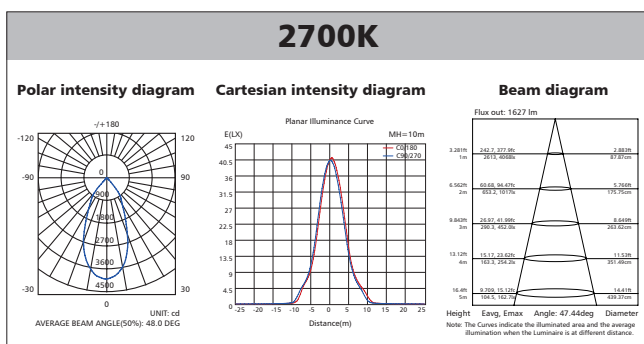 2700K
Polar intensity diagram
-/+180
-120
120
-90
90
0
900
1800
2700
3600
4500
-30
30
0
UNIT: cd
AVERAGE BEAM ANGLE(50%): 48.0 DEG
Cartesian intensity diagram
Planar Illuminance Curve
E(LX)
MH=10m
C0/180
C90/270
45
40.5
36
31.5
27
22.5
18
13.5
9
4.5
0
-25 -20 -15 -10 -5 0 5 10 15 20 25
Distance(m)
Beam diagram
Flux out: 1627 lm
3.281ft 242.7, 377.9fc 2.883ft
1m 2613, 4068lx 87.87cm
6.562ft 60.68, 94.47fc 5.766ft
2m 653.2, 1017lx 175.75cm
9.843ft 26.97, 41.99fc 8.649ft
3m 290.3, 452.0lx 263.62cm
13.12ft 15.17, 23.62fc 11.53ft
4m 163.3, 254.2lx 351.49cm
16.4ft 9.709, 15.12fc 14.41ft
5m 104.5, 162.7lx 439.37cm
Height Eavg, Emax Angle: 47.44deg Diameter
Note: The Curves indicate the illuminated area and the average
illumination when the Luminaire is at different distance.